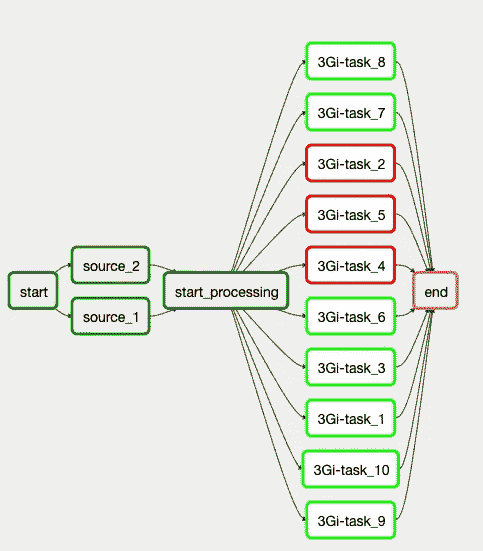 start
source_2
source_1
start_processing
3Gi-task_8
3Gi-task_7
3Gi-task_2
3Gi-task_5
3Gi-task_4
3Gi-task_6
3Gi-task_3
3Gi-task_1
3Gi-task_10
3Gi-task_9
end